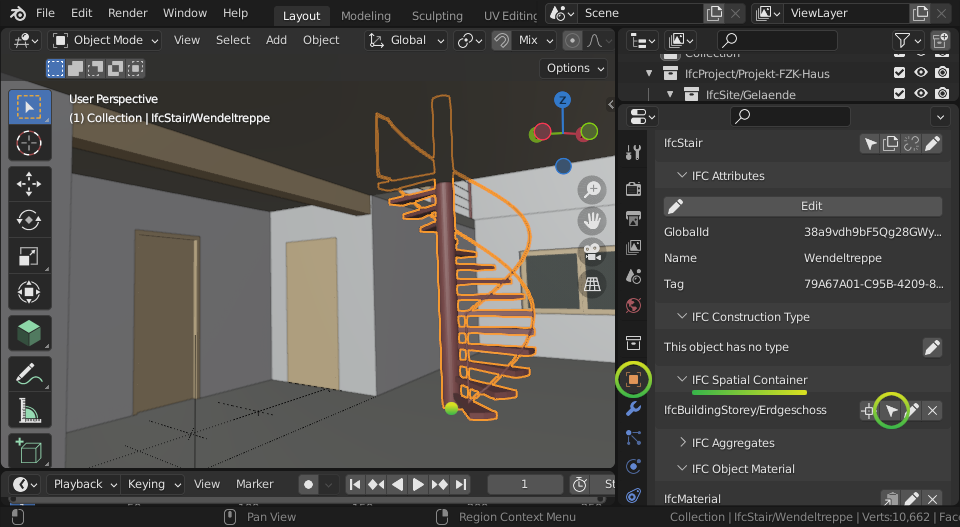 File Edit Render Window Help Layout Modeling Sculpting UV Editing Scene ViewLayer
Object Mode View Select Add Object Global Mix
Options
User Perspective
(1) Collection | IfcStair/Wendeltreppe
Z
Collection
IfcProject/Projekt-FZK-Haus
IfcSite/Gelaende
IfcStair
IFC Attributes
Edit
GlobalId 38a9vdh9bF5Qg28GWy...
Name Wendeltreppe
Tag 79A67A01-C95B-4209-8...
IFC Construction Type
This object has no type
IFC Spatial Container
IfcBuildingStorey/Erdgeschoss
IFC Aggregates
IFC Object Material
IfcMaterial
Playback Keying View Marker 1 St
Pan View Region Context Menu Collection | IfcStair/Wendeltreppe | Verts:10,662 | Face